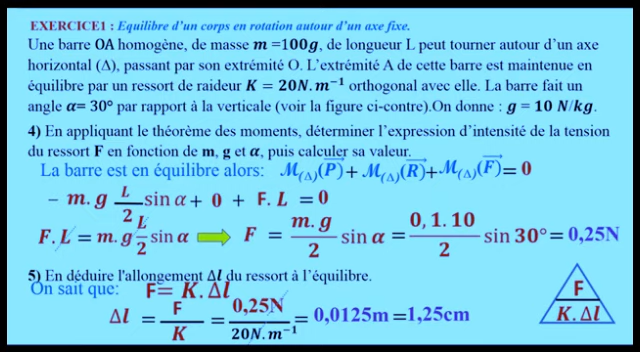 EXERCICE1 : Equilibre d'un corps en rotation autour d'un axe fixe.
Une barre OA homogène, de masse m =100g, de longueur L peut tourner autour d'un axe
horizontal (Δ), passant par son extrémité O. L'extrémité A de cette barre est maintenue en
équilibre par un ressort de raideur K = 20N.m⁻¹ orthogonal avec elle. La barre fait un
angle α= 30° par rapport à la verticale (voir la figure ci-contre).On donne : g = 10 N/kg.
4) En appliquant le théorème des moments, déterminer l'expression d'intensité de la tension
du ressort F en fonction de m, g et α, puis calculer sa valeur.
La barre est en équilibre alors: ℳ(Δ)(P⃗)+ ℳ(Δ)(R⃗)+ℳ(Δ)(F⃗)= 0
− m.g L/2 sin α + 0 + F.L = 0
F.L = m.g L/2 sin α ⇨ F = m.g/2 sin α = 0,1.10/2 sin 30°= 0,25N
5) En déduire l'allongement Δl du ressort à l'équilibre.
On sait que: F= K.Δl
Δl = F/K = 0,25N/20N.m⁻¹ = 0,0125m =1,25cm
F
K.Δl